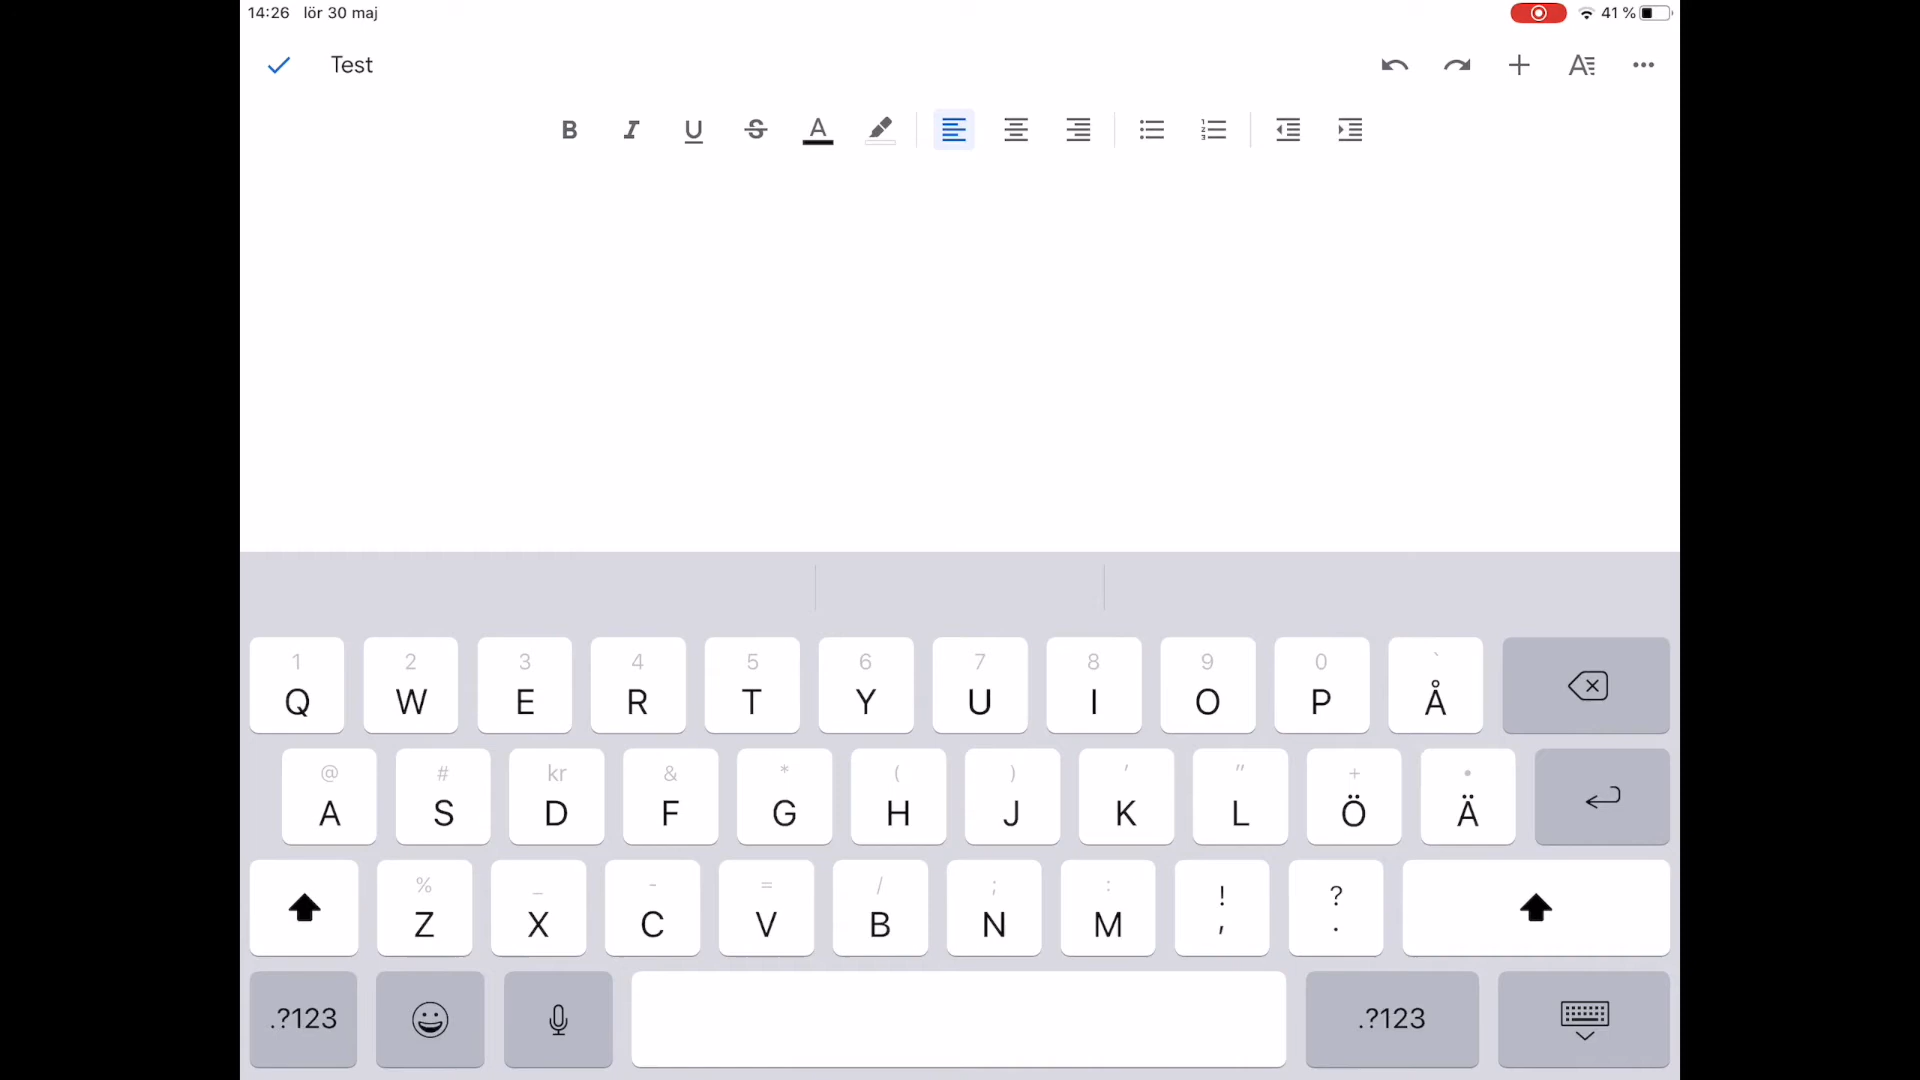 14:26 lör 30 maj 41 %
Test
B I U S A
1 2 3 4 5 6 7 8 9 0 `
Q W E R T Y U I O P Å
@ # kr & * ( ) ' " + •
A S D F G H J K L Ö Ä
% _ - = / ; : ! ?
Z X C V B N M , .
.?123 .?123